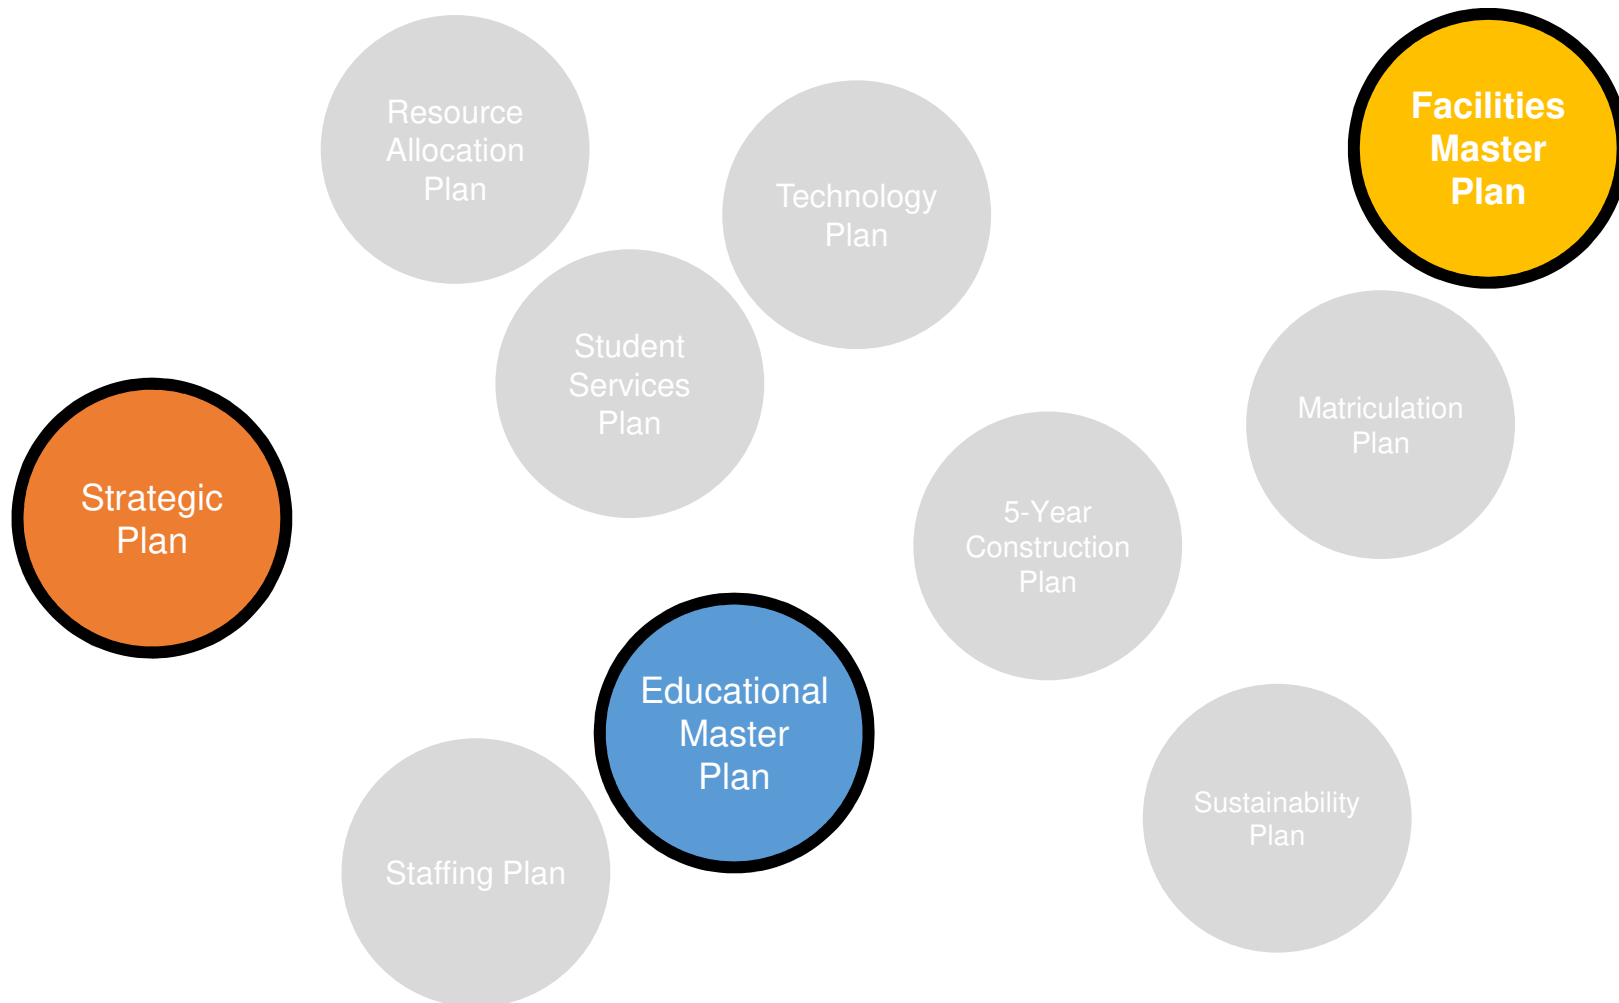 Resource
Allocation
Plan
Technology
Plan
Facilities
Master
Plan
Student
Services
Plan
Matriculation
Plan
Strategic
Plan
5-Year
Construction
Plan
Educational
Master
Plan
Sustainability
Plan
Staffing Plan